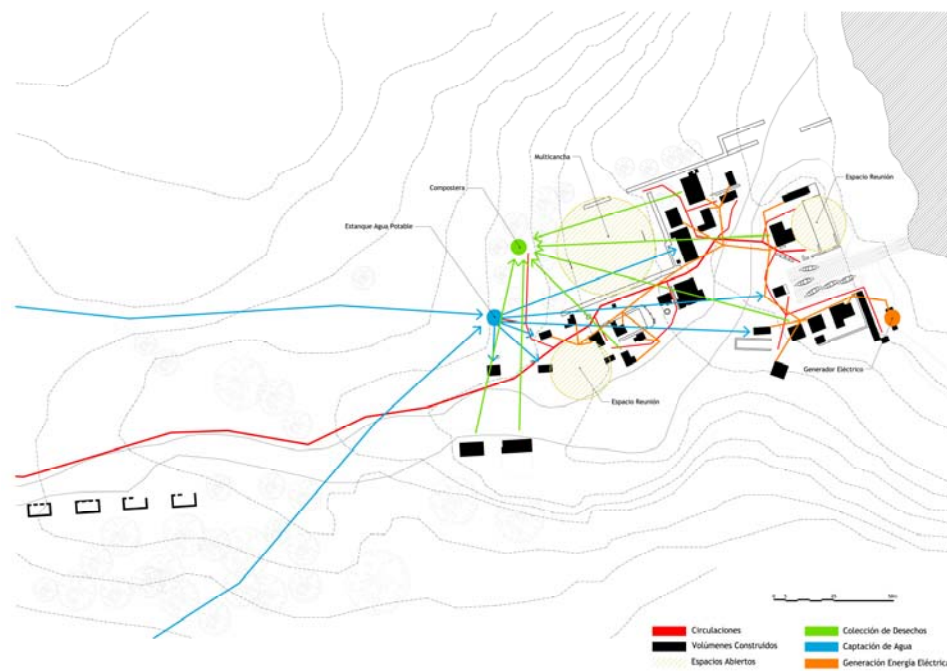 Multicancha
Espacio Reunión
Compostera
Estanque Agua Potable
Generador Eléctrico
Espacio Reunión
Circulaciones
Colección de Desechos
Volúmenes Construidos
Captación de Agua
Espacios Abiertos
Generación Energía Eléctrica